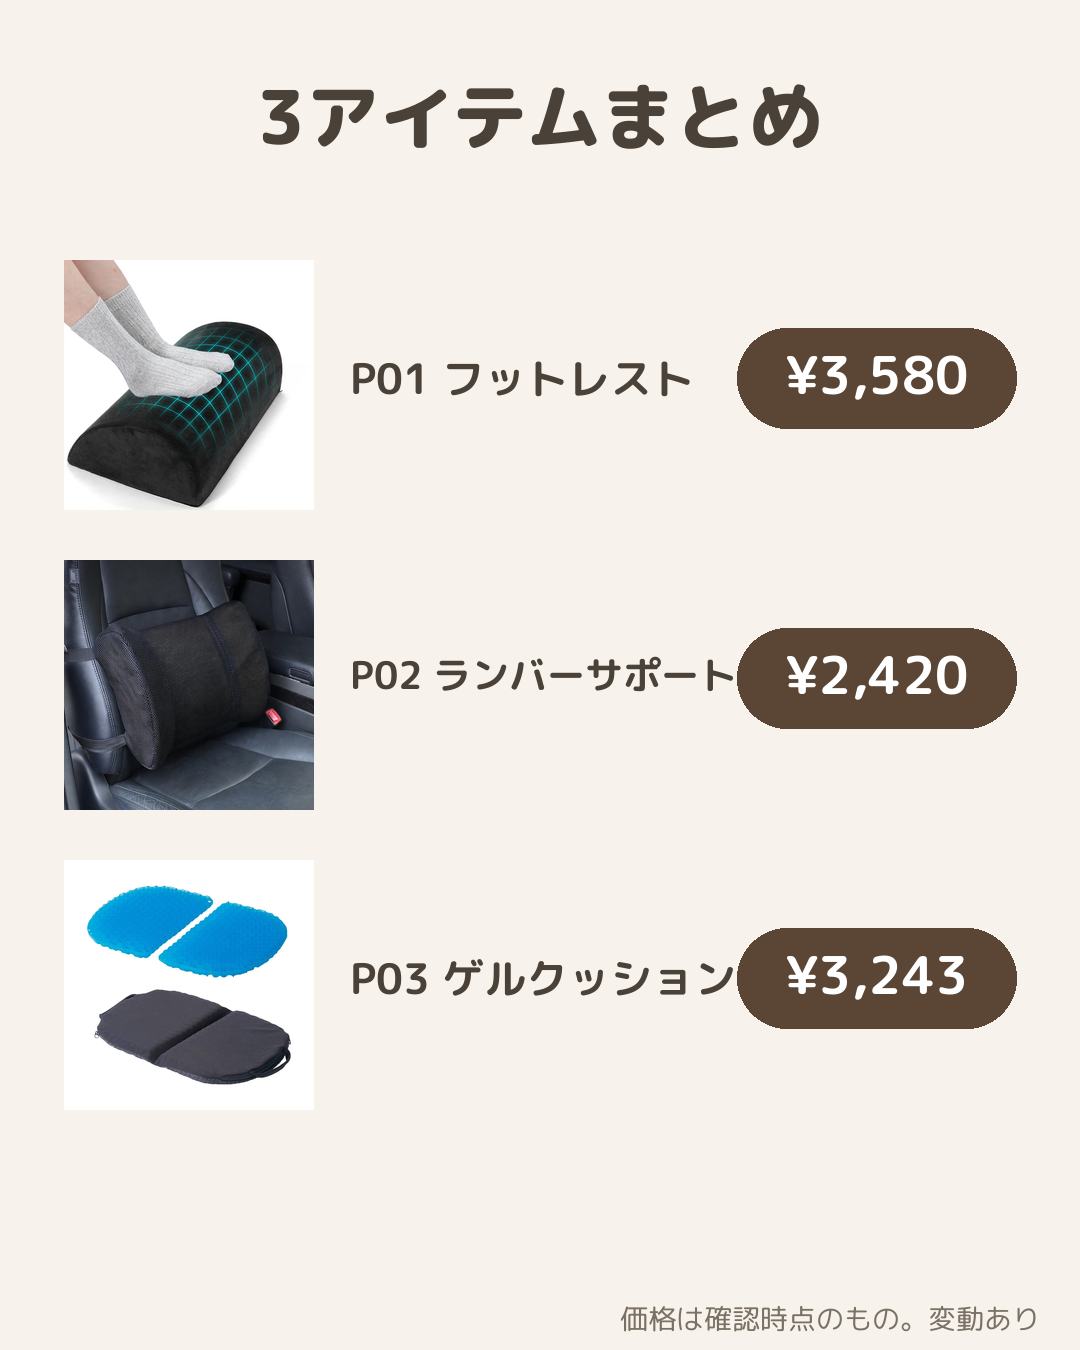 3アイテムまとめ
P01 フットレスト
¥3,580
P02 ランバーサポート
¥2,420
P03 ゲルクッション
¥3,243
価格は確認時点のもの。変動あり